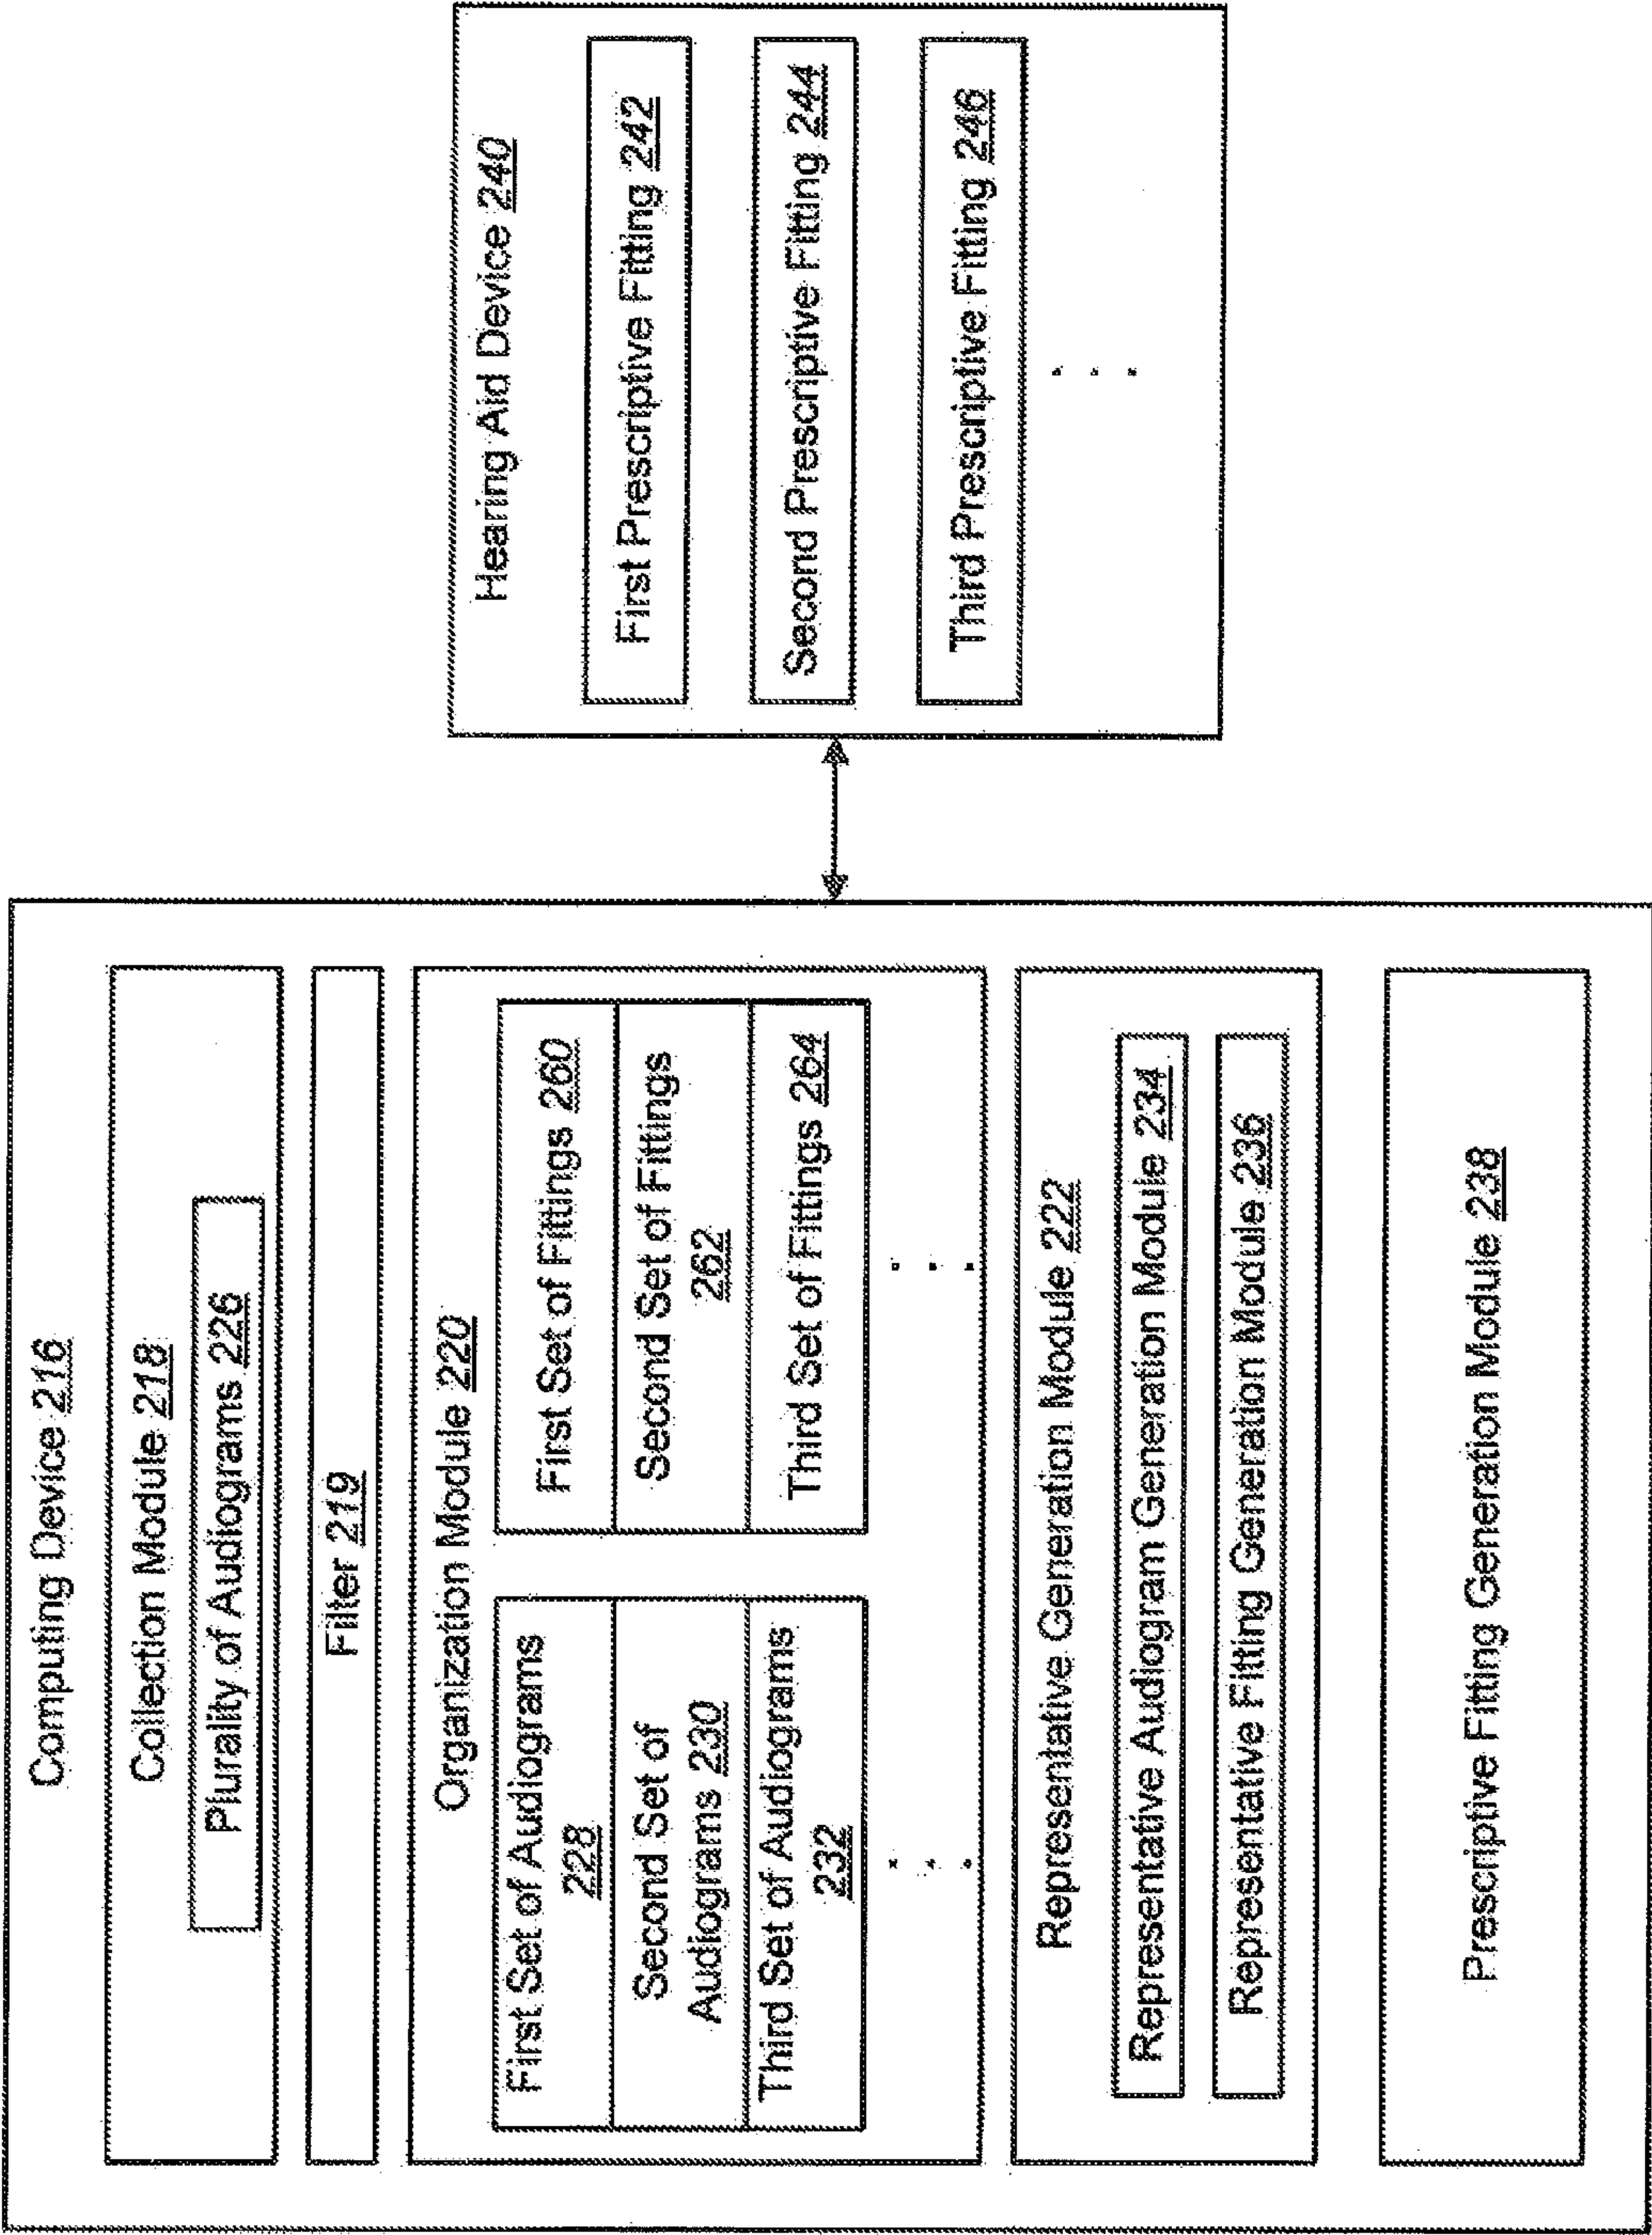 Computing Device 216
Collection Module 218
Plurality of Audiograms 226
Filter 219
Organization Module 220
First Set of Audiograms
228
Second Set of
Audiograms 230
Third Set of Audiograms
232
First Set of Fittings 260
Second Set of Fittings
262
Third Set of Fittings 264
Representative Generation Module 222
Representative Audiogram Generation Module 234
Representative Fitting Generation Module 236
Prescriptive Fitting Generation Module 238
Hearing Aid Device 240
First Prescriptive Fitting 242
Second Prescriptive Fitting 244
Third Prescriptive Fitting 246